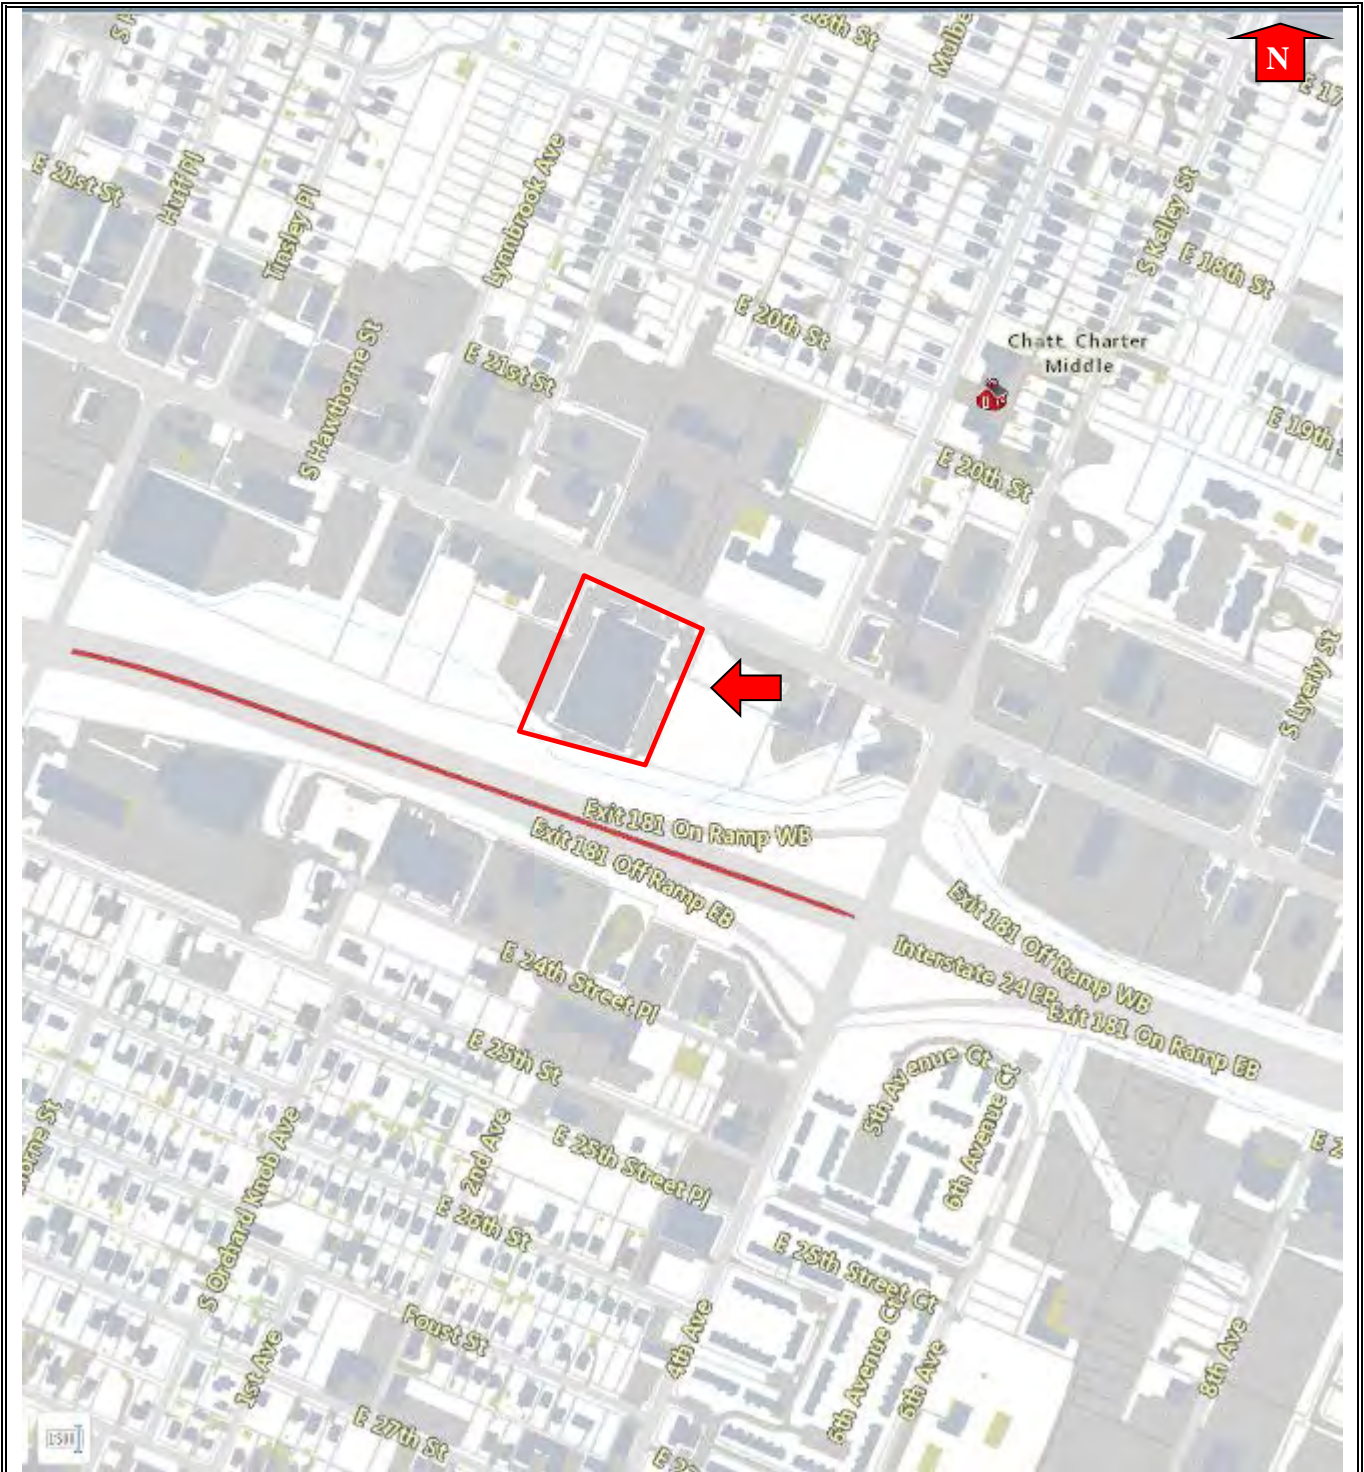 18th St
N
E 17
E 21st St
Huff Pl
Tinsley Pl
Lynnbrook Ave
S Kelley St
E 18th St
E 20th St
Chatt. Charter
Middle
S Hawthorne St
E 21st St
E 19th
E 20th St
S Lyerly St
Exit 181 On Ramp WB
Exit 181 Off Ramp EB
Exit 181 Off Ramp WB
Interstate 24 EB
Exit 181 On Ramp EB
E 24th Street Pl
E 25th St
5th Avenue Ct
6th Avenue Ct
S Orchard Knob Ave
2nd Ave
E 25th Street Pl
E 26th St
E 25th Street Ct
Foust St
1st Ave
4th Ave
6th Avenue Ct
6th Ave
8th Ave
E 27th St